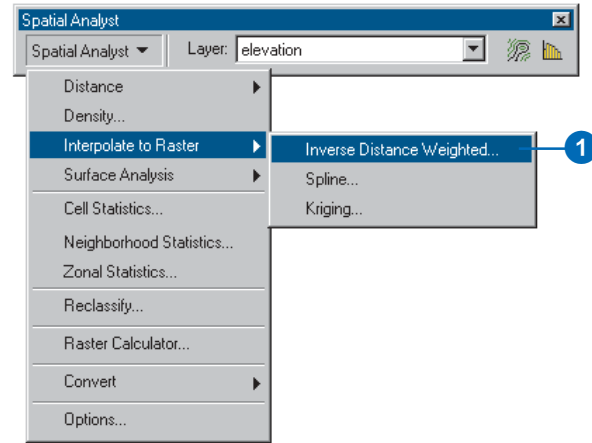 Spatial Analyst
Spatial Analyst Layer: elevation
Distance
Density...
Interpolate to Raster
Inverse Distance Weighted... 1
Surface Analysis
Spline...
Cell Statistics...
Kriging...
Neighborhood Statistics...
Zonal Statistics...
Reclassify...
Raster Calculator...
Convert
Options...